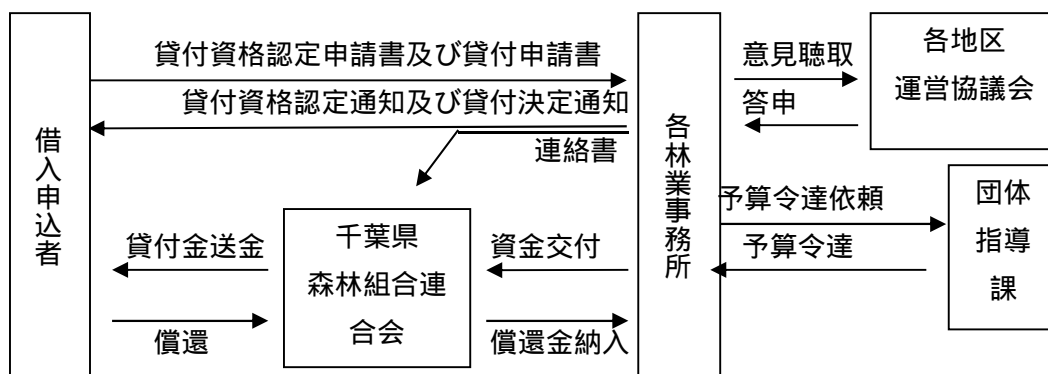 借入申込者
貸付資格認定申請書及び貸付申請書
貸付資格認定通知及び貸付決定通知
連絡書
貸付金送金
償還
千葉県
森林組合連
合会
資金交付
償還金納入
各林業事務所
意見聴取
答申
各地区
運営協議会
予算令達依頼
予算令達
団体
指導
課